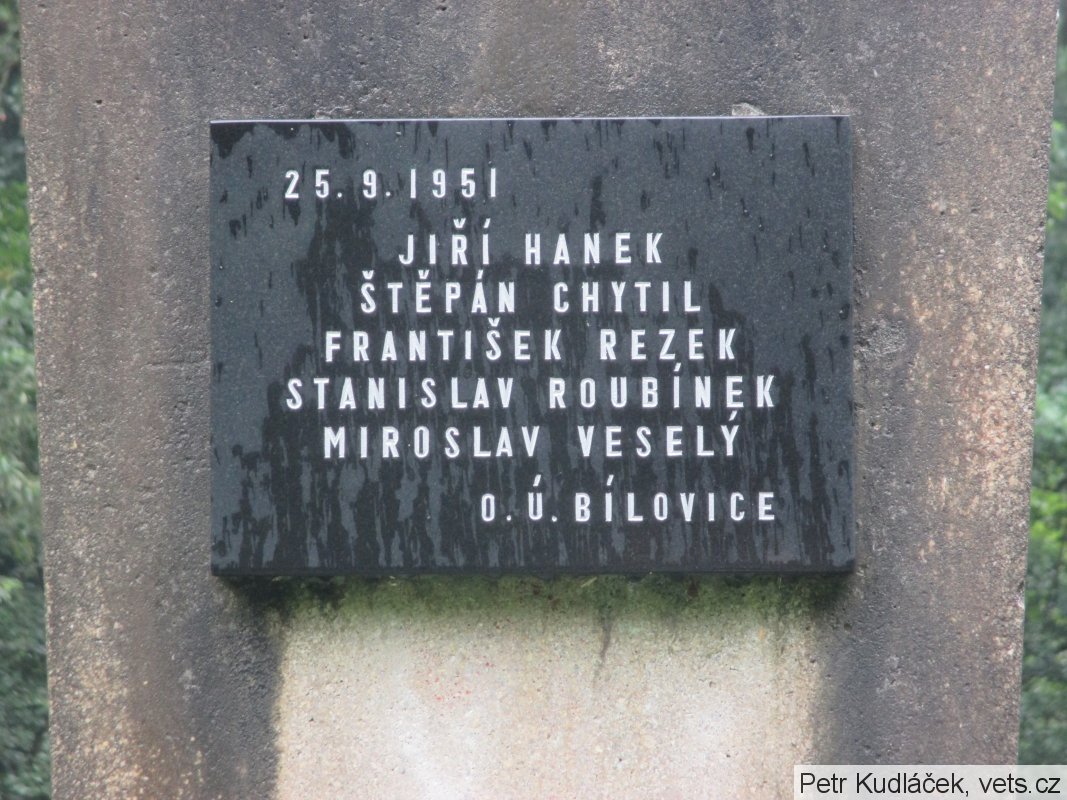 25.9.1951
JIŘÍ HANEK
ŠTĚPÁN CHYTIL
FRANTIŠEK REZEK
STANISLAV ROUBÍNEK
MIROSLAV VESELÝ
O.Ú.BÍLOVICE
Petr Kudláček, vets.cz